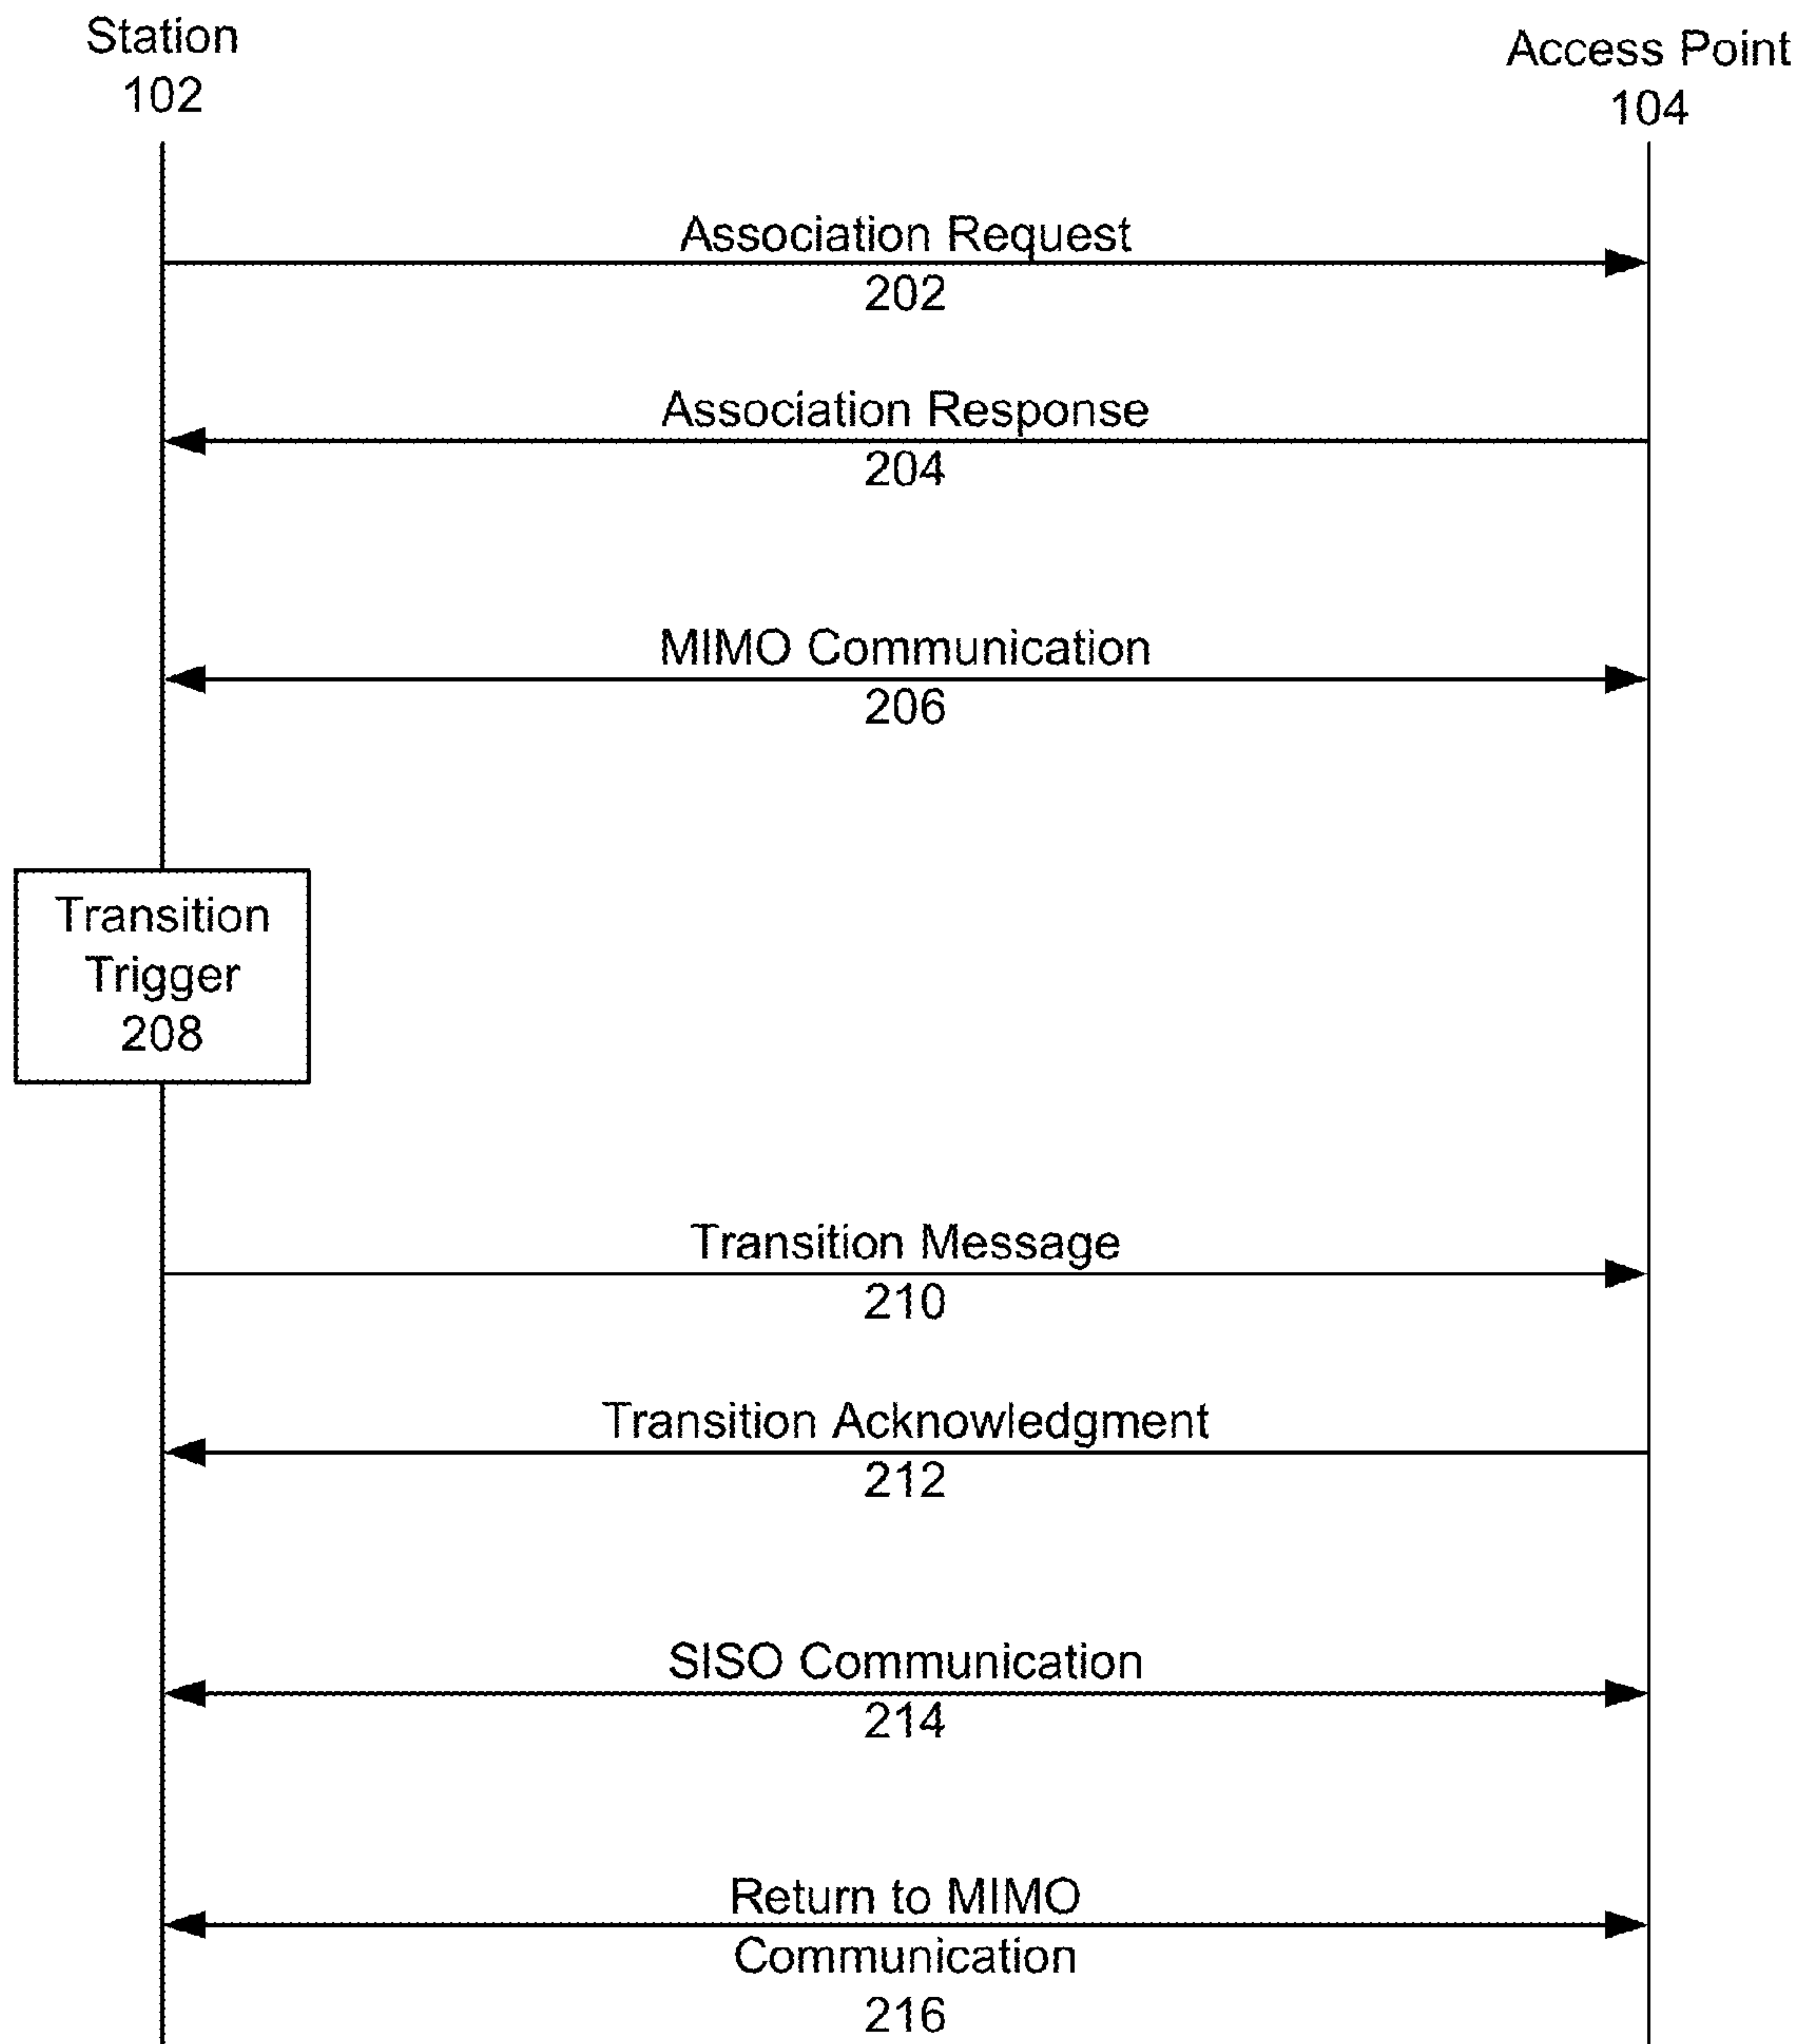 Station
102
Access Point
104
Association Request
202
Association Response
204
MIMO Communication
206
Transition
Trigger
208
Transition Message
210
Transition Acknowledgment
212
SISO Communication
214
Return to MIMO
Communication
216